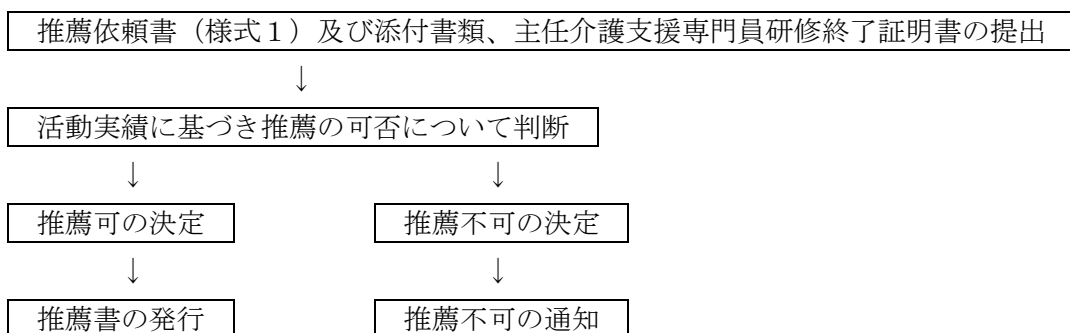 推薦依頼書（様式１）及び添付書類、主任介護支援専門員研修終了証明書の提出
↓
活動実績に基づき推薦の可否について判断
↓ ↓
推薦可の決定 推薦不可の決定
↓ ↓
推薦書の発行 推薦不可の通知